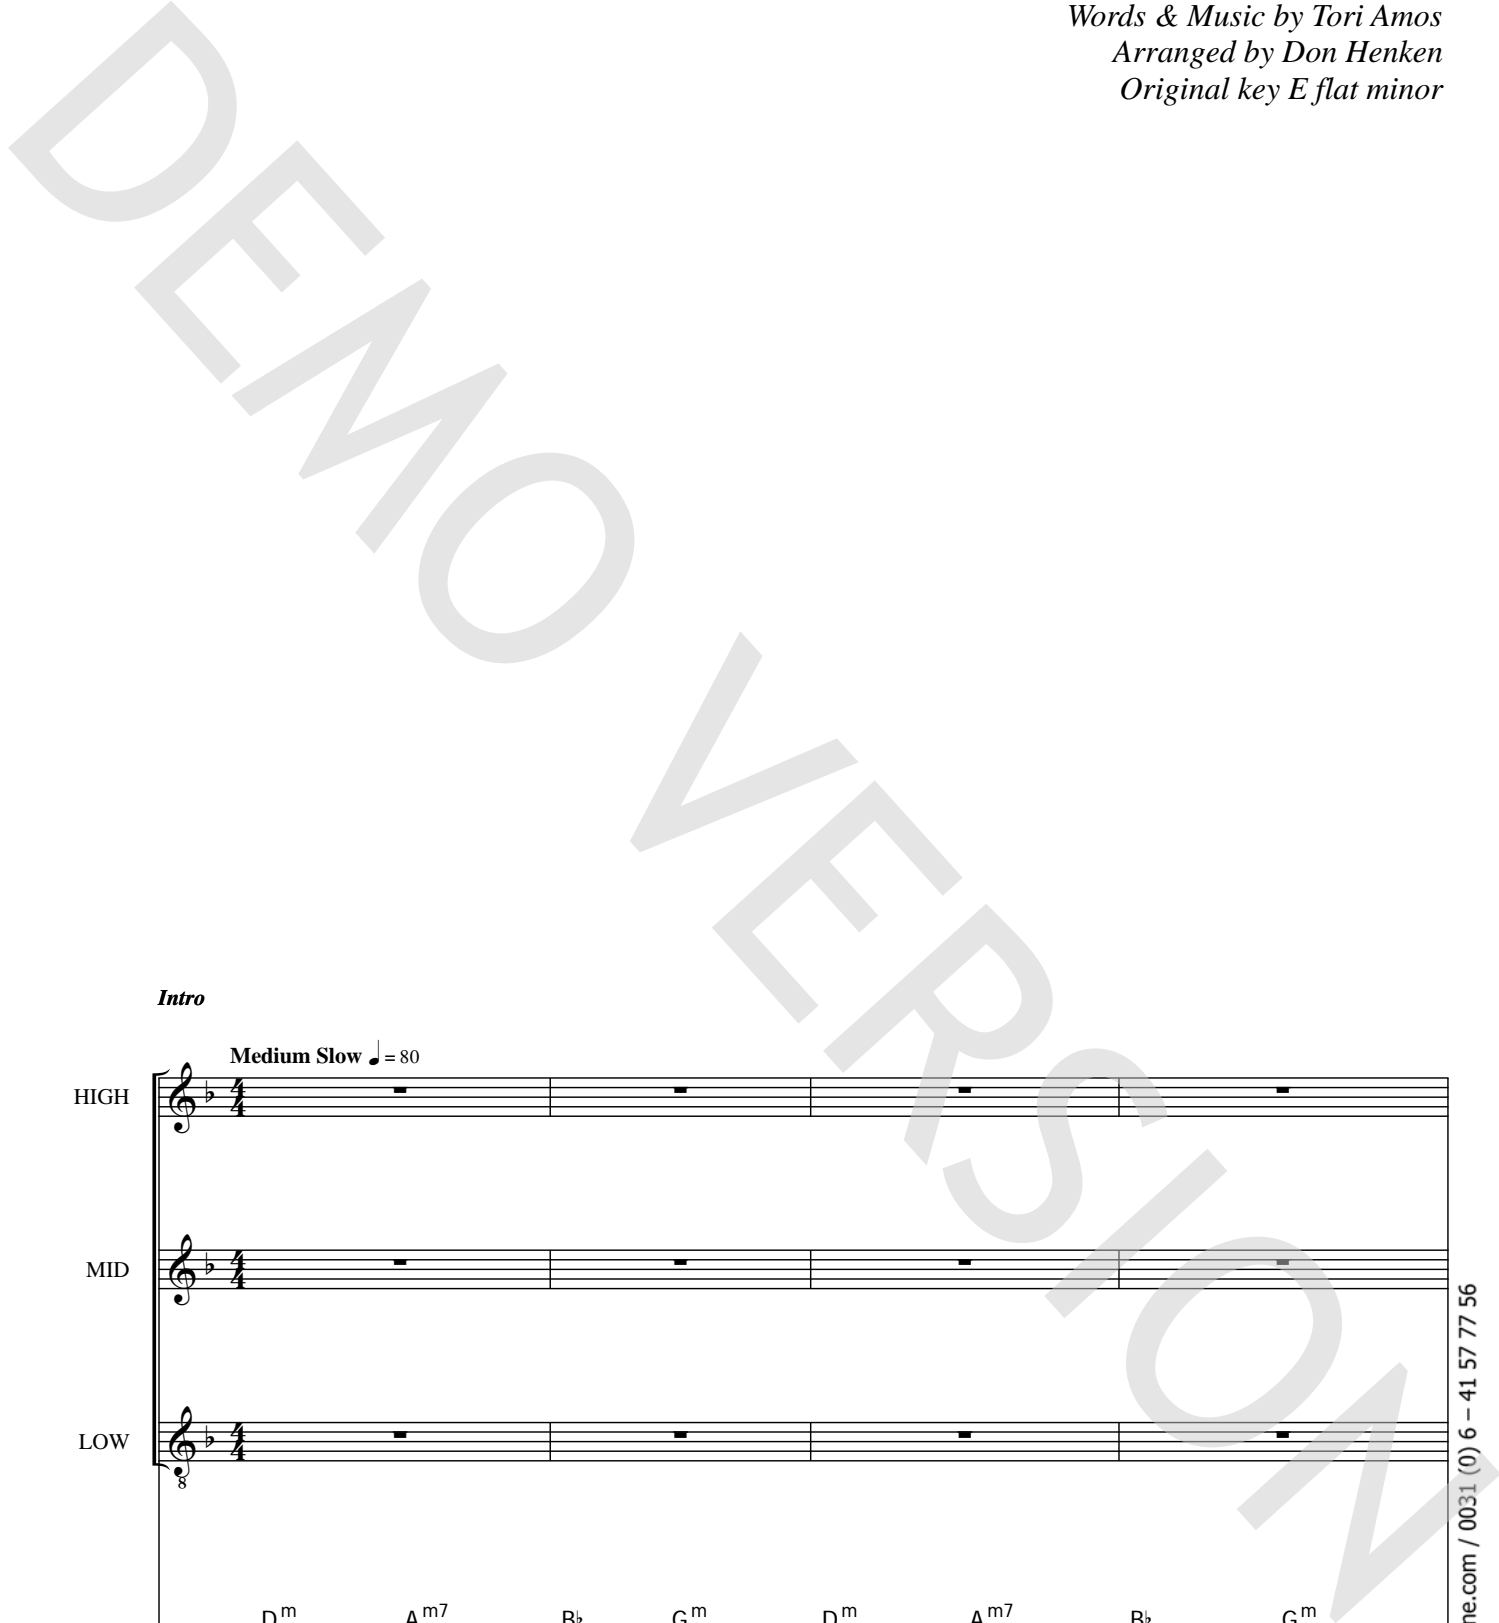 Words & Music by Tori Amos
Arranged by Don Henken
Original key E flat minor
DEMO VERSION
Intro
Medium Slow ♩ = 80
HIGH
MID
LOW
8
Dm Am7 B♭ Gm Dm Am7 B♭ Gm
ne.com / 0031 (0) 6 – 41 57 77 56